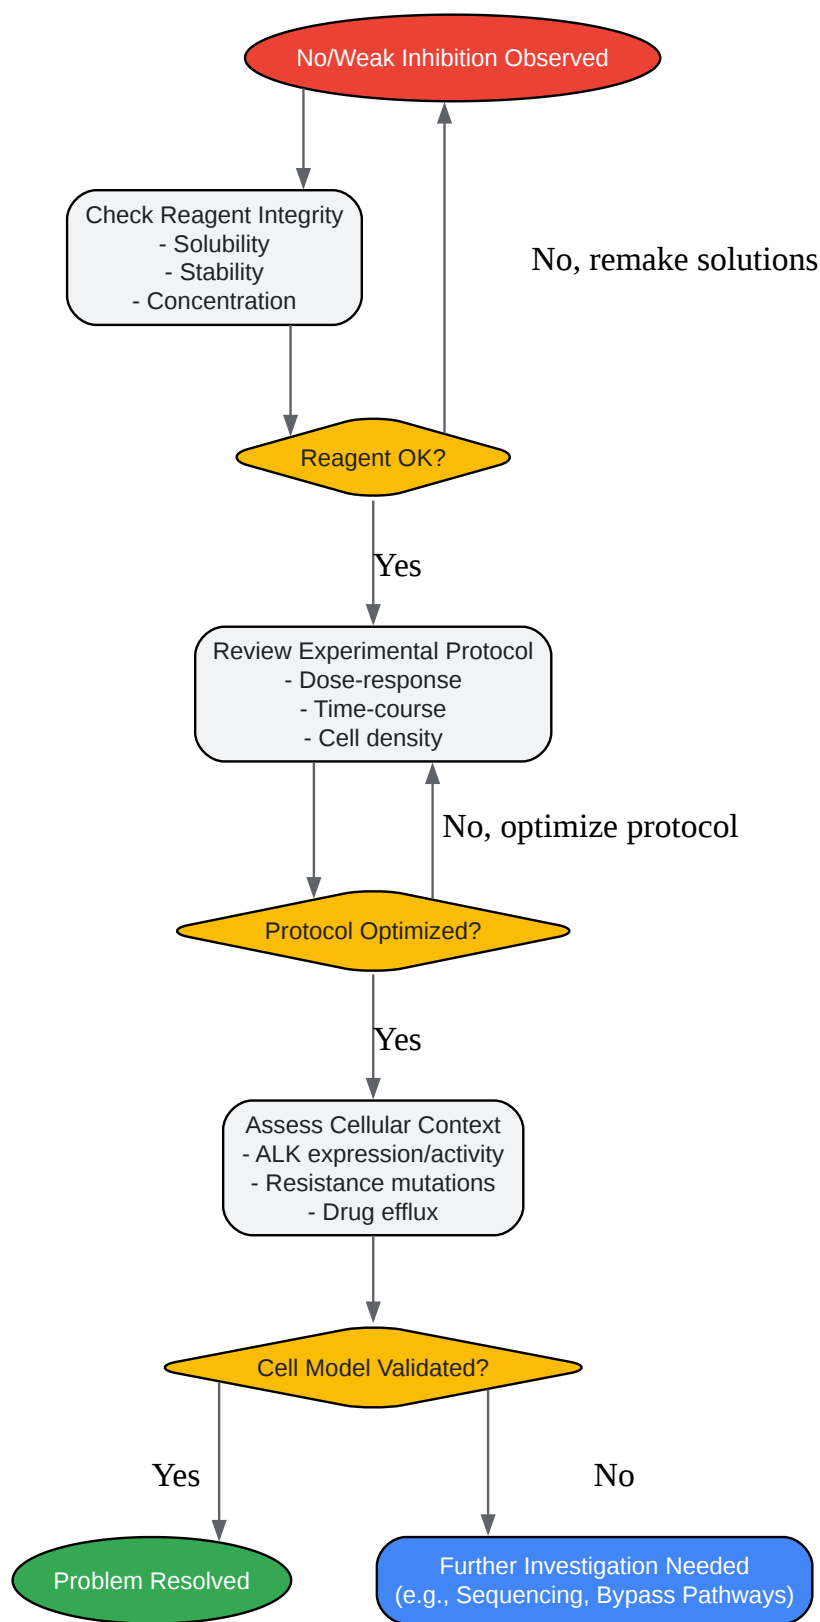 No/Weak Inhibition Observed
Check Reagent Integrity
- Solubility
- Stability
- Concentration
No, remake solutions
Reagent OK?
Yes
Review Experimental Protocol
- Dose-response
- Time-course
- Cell density
No, optimize protocol
Protocol Optimized?
Yes
Assess Cellular Context
- ALK expression/activity
- Resistance mutations
- Drug efflux
Cell Model Validated?
Yes
No
Problem Resolved
Further Investigation Needed
(e.g., Sequencing, Bypass Pathways)